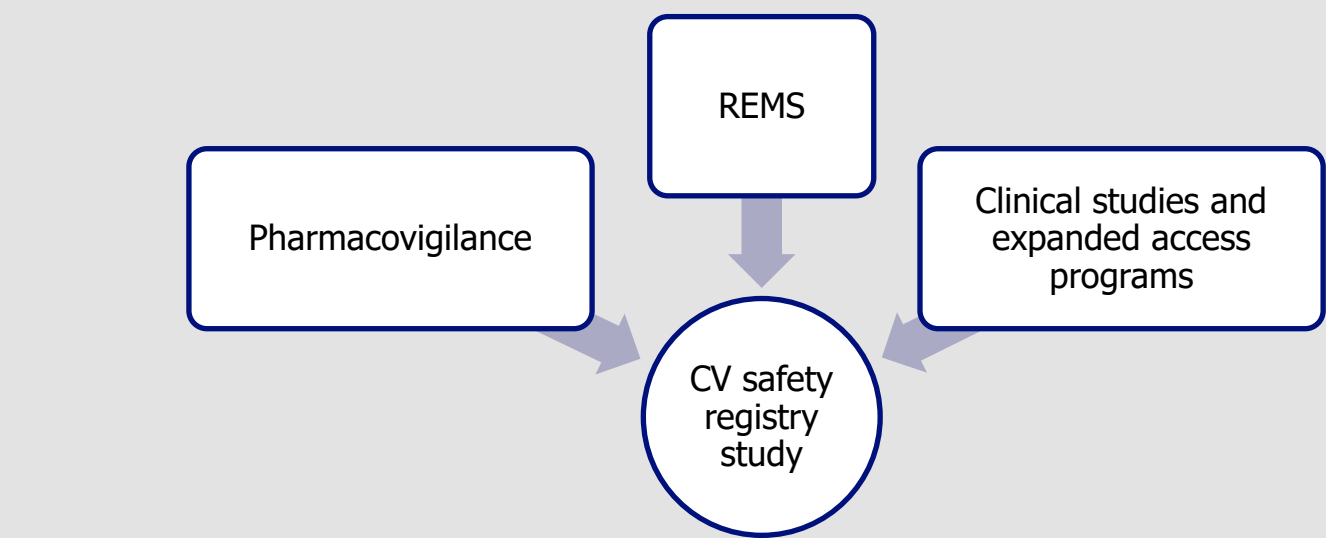 REMS
Pharmacovigilance
Clinical studies and
expanded access
programs
CV safety
registry
study